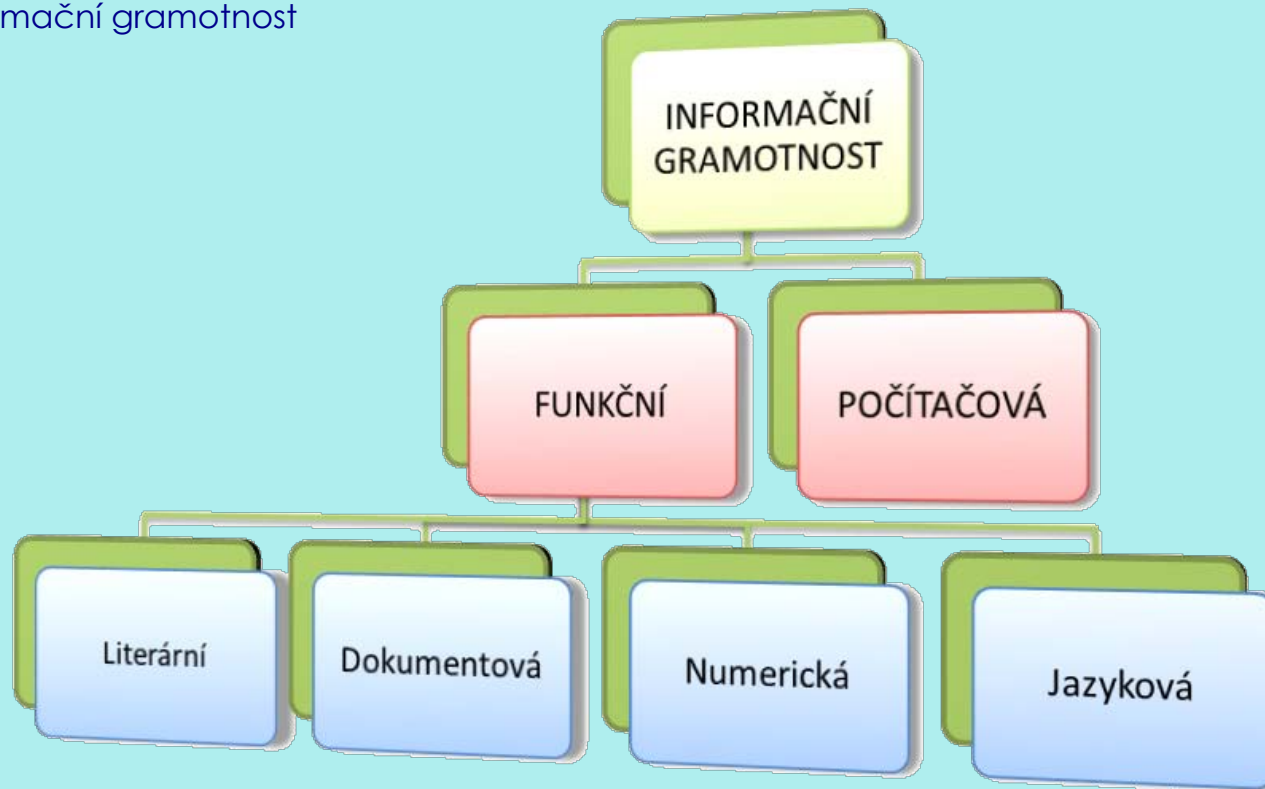 mační gramotnost
INFORMAČNÍ
GRAMOTNOST
FUNKČNÍ
POČÍTAČOVÁ
Literární
Dokumentová
Numerická
Jazyková